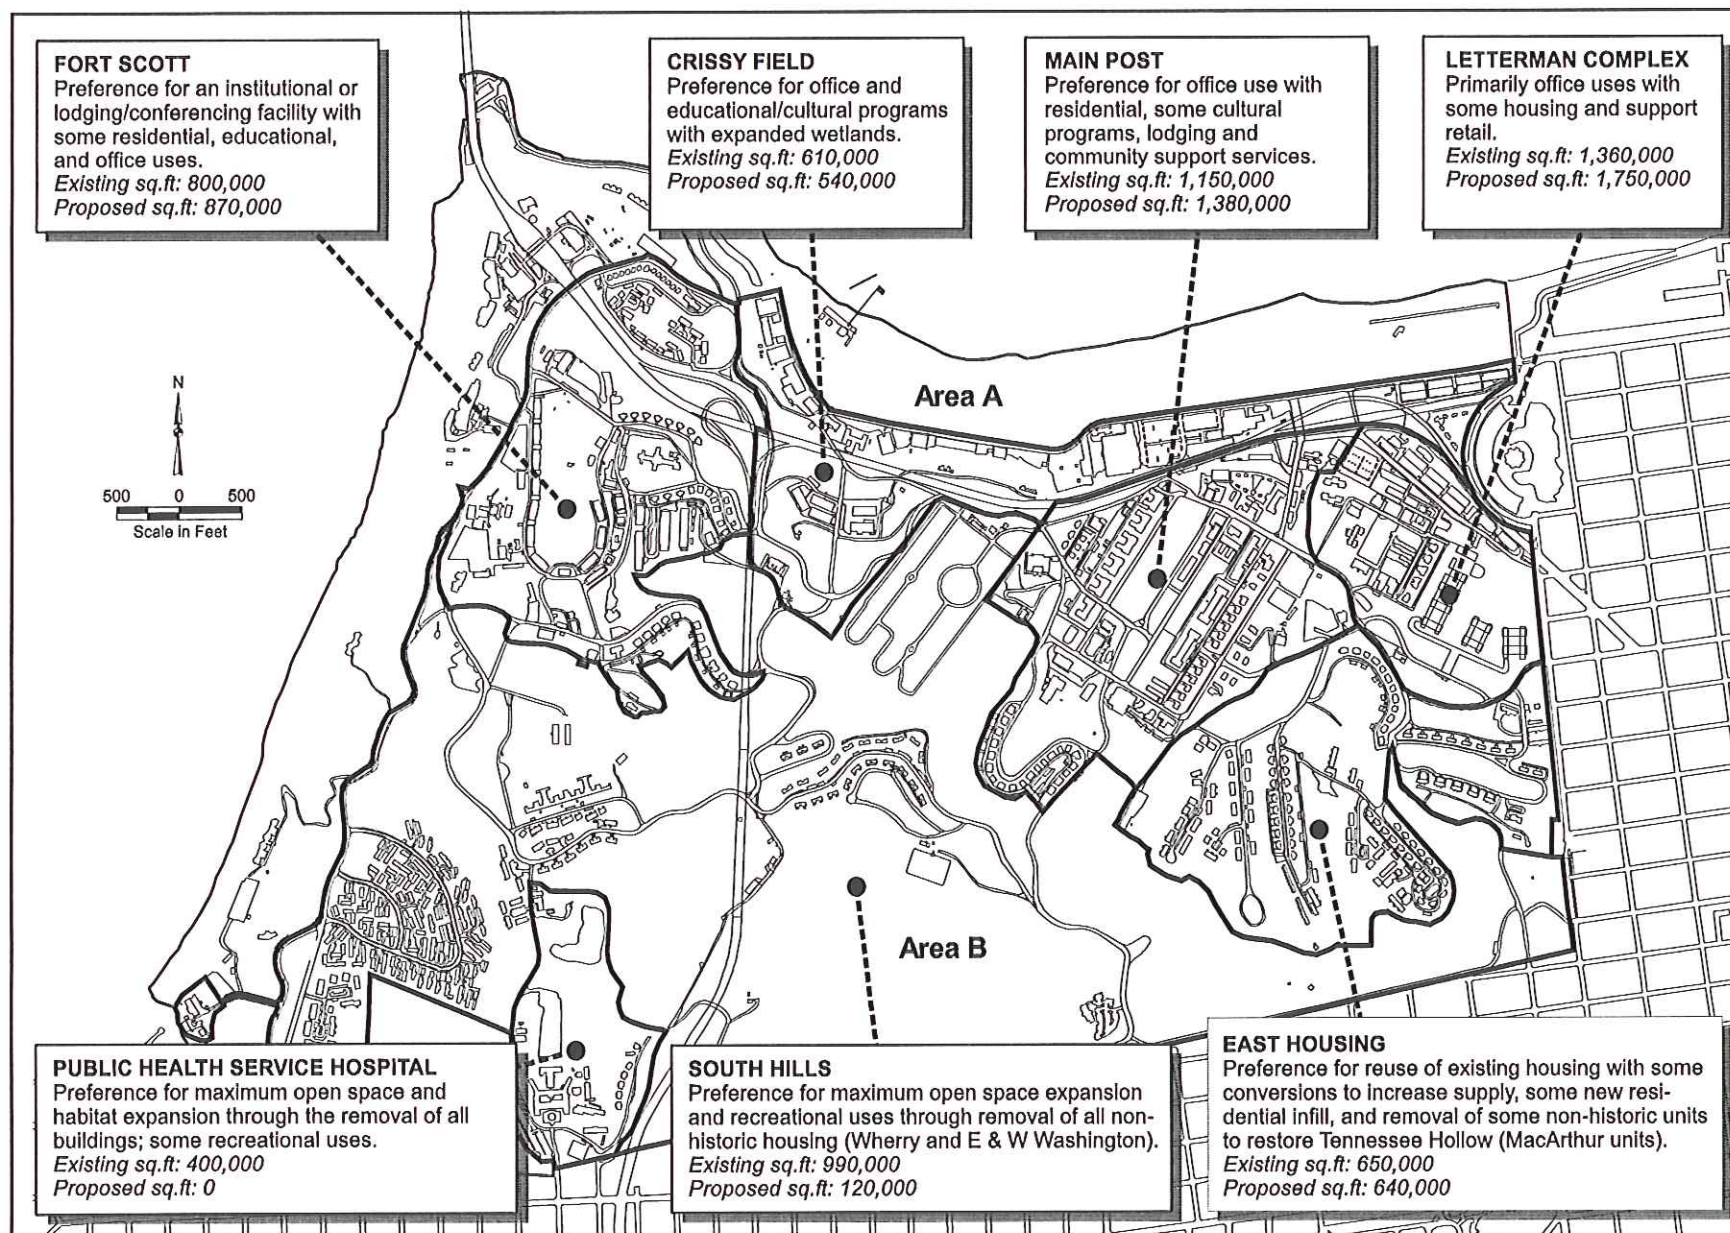 FORT SCOTT
Preference for an institutional or
lodging/conferencing facility with
some residential, educational,
and office uses.
Existing sq.ft: 800,000
Proposed sq.ft: 870,000
CRISSY FIELD
Preference for office and
educational/cultural programs
with expanded wetlands.
Existing sq.ft: 610,000
Proposed sq.ft: 540,000
MAIN POST
Preference for office use with
residential, some cultural
programs, lodging and
community support services.
Existing sq.ft: 1,150,000
Proposed sq.ft: 1,380,000
LETTERMAN COMPLEX
Primarily office uses with
some housing and support
retail.
Existing sq.ft: 1,360,000
Proposed sq.ft: 1,750,000
N
500 0 500
Scale in Feet
Area A
Area B
PUBLIC HEALTH SERVICE HOSPITAL
Preference for maximum open space and
habitat expansion through the removal of all
buildings; some recreational uses.
Existing sq.ft: 400,000
Proposed sq.ft: 0
SOUTH HILLS
Preference for maximum open space expansion
and recreational uses through removal of all non-
historic housing (Wherry and E & W Washington).
Existing sq.ft: 990,000
Proposed sq.ft: 120,000
EAST HOUSING
Preference for reuse of existing housing with some
conversions to increase supply, some new resi-
dential infill, and removal of some non-historic units
to restore Tennessee Hollow (MacArthur units).
Existing sq.ft: 650,000
Proposed sq.ft: 640,000